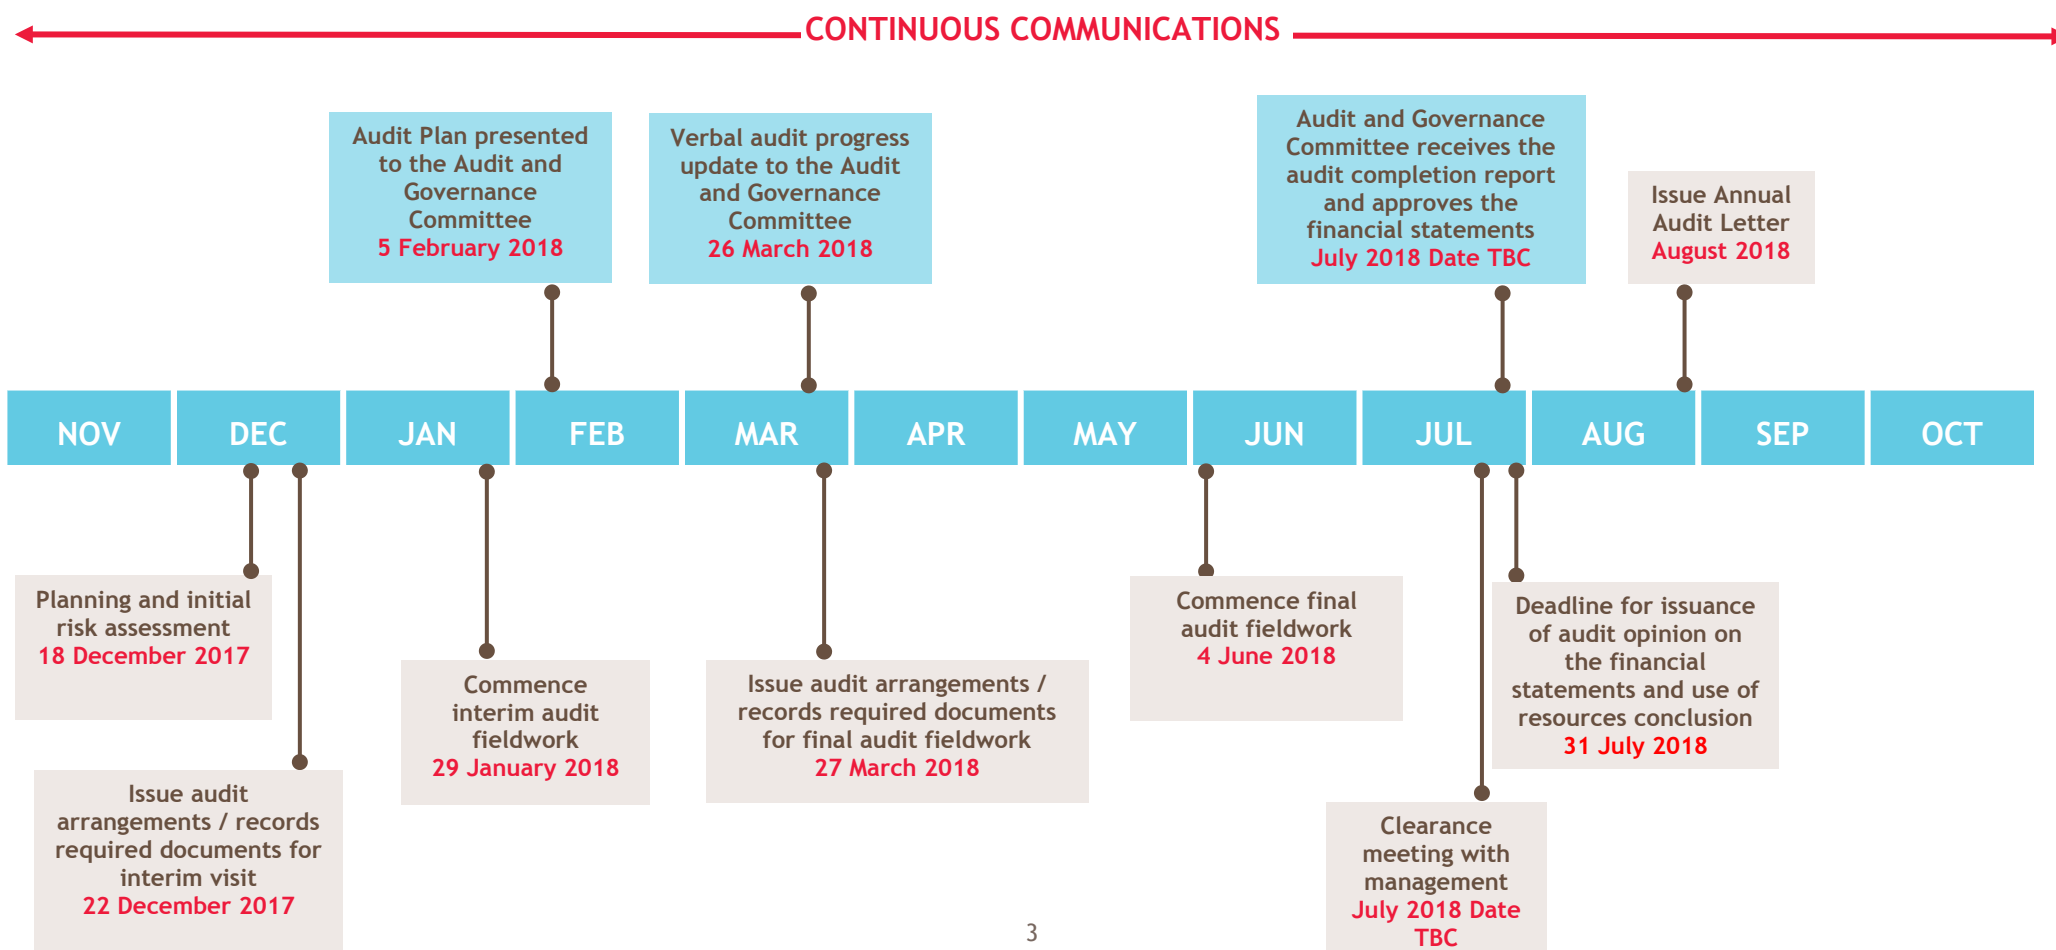 CONTINUOUS COMMUNICATIONS
Audit Plan presented
to the Audit and
Governance
Committee
5 February 2018
Verbal audit progress
update to the Audit
and Governance
Committee
26 March 2018
Audit and Governance
Committee receives the
audit completion report
and approves the
financial statements
July 2018 Date TBC
Issue Annual
Audit Letter
August 2018
NOV DEC JAN FEB MAR APR MAY JUN JUL AUG SEP OCT
Planning and initial
risk assessment
18 December 2017
Issue audit
arrangements / records
required documents for
interim visit
22 December 2017
Commence
interim audit
fieldwork
29 January 2018
Issue audit arrangements /
records required documents
for final audit fieldwork
27 March 2018
Commence final
audit fieldwork
4 June 2018
Deadline for issuance
of audit opinion on
the financial
statements and use of
resources conclusion
31 July 2018
Clearance
meeting with
management
July 2018 Date
TBC
3